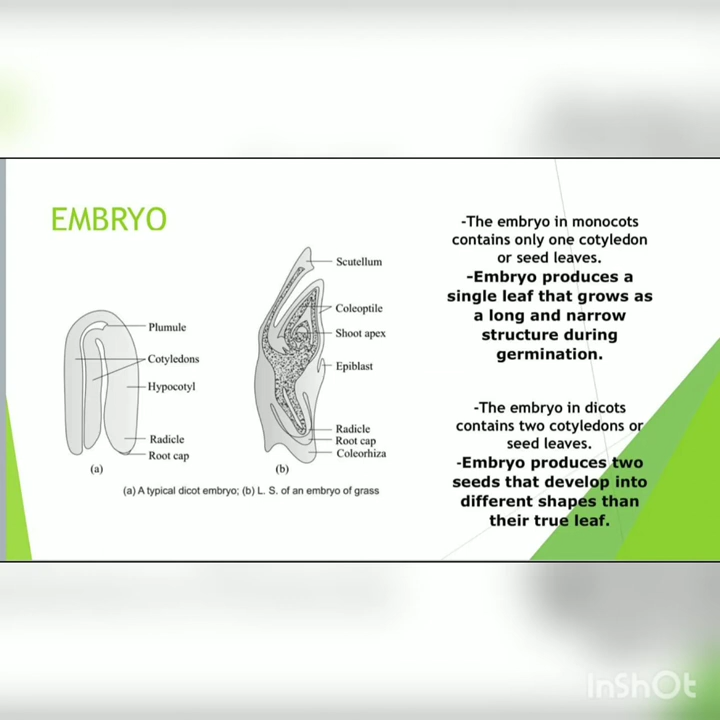 EMBRYO
Scutellum
Coleoptile
Shoot apex
Epiblast
Radicle
Root cap
Coleorhiza
Plumule
Cotyledons
Hypocotyl
Radicle
Root cap
(a)
(b)
(a) A typical dicot embryo; (b) L. S. of an embryo of grass
-The embryo in monocots
contains only one cotyledon
or seed leaves.
-Embryo produces a
single leaf that grows as
a long and narrow
structure during
germination.
-The embryo in dicots
contains two cotyledons or
seed leaves.
-Embryo produces two
seeds that develop into
different shapes than
their true leaf.
InShOt